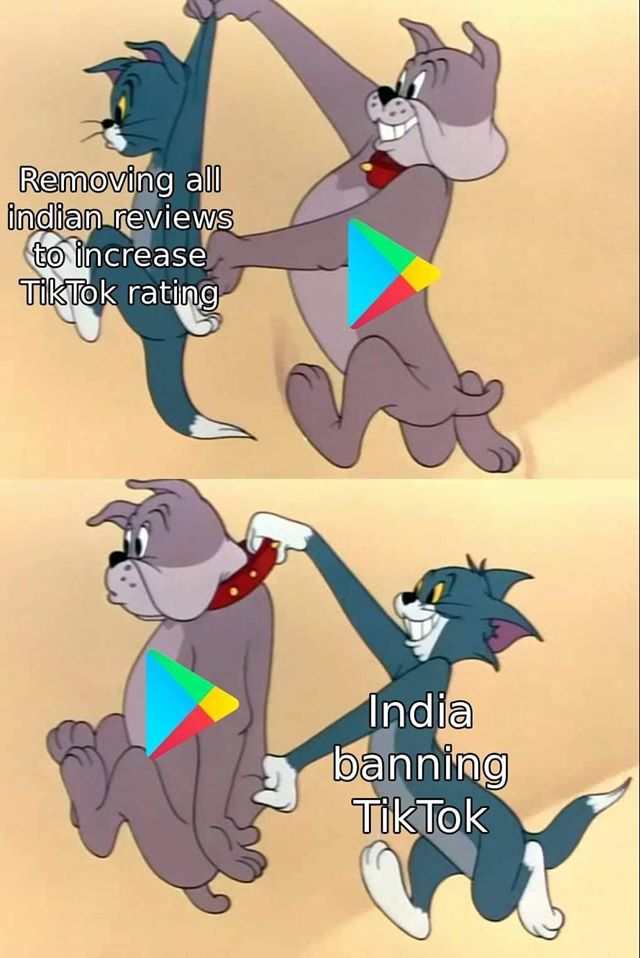 Removing all
indian reviews
to increase
TikTok rating
India
banning
TikTok